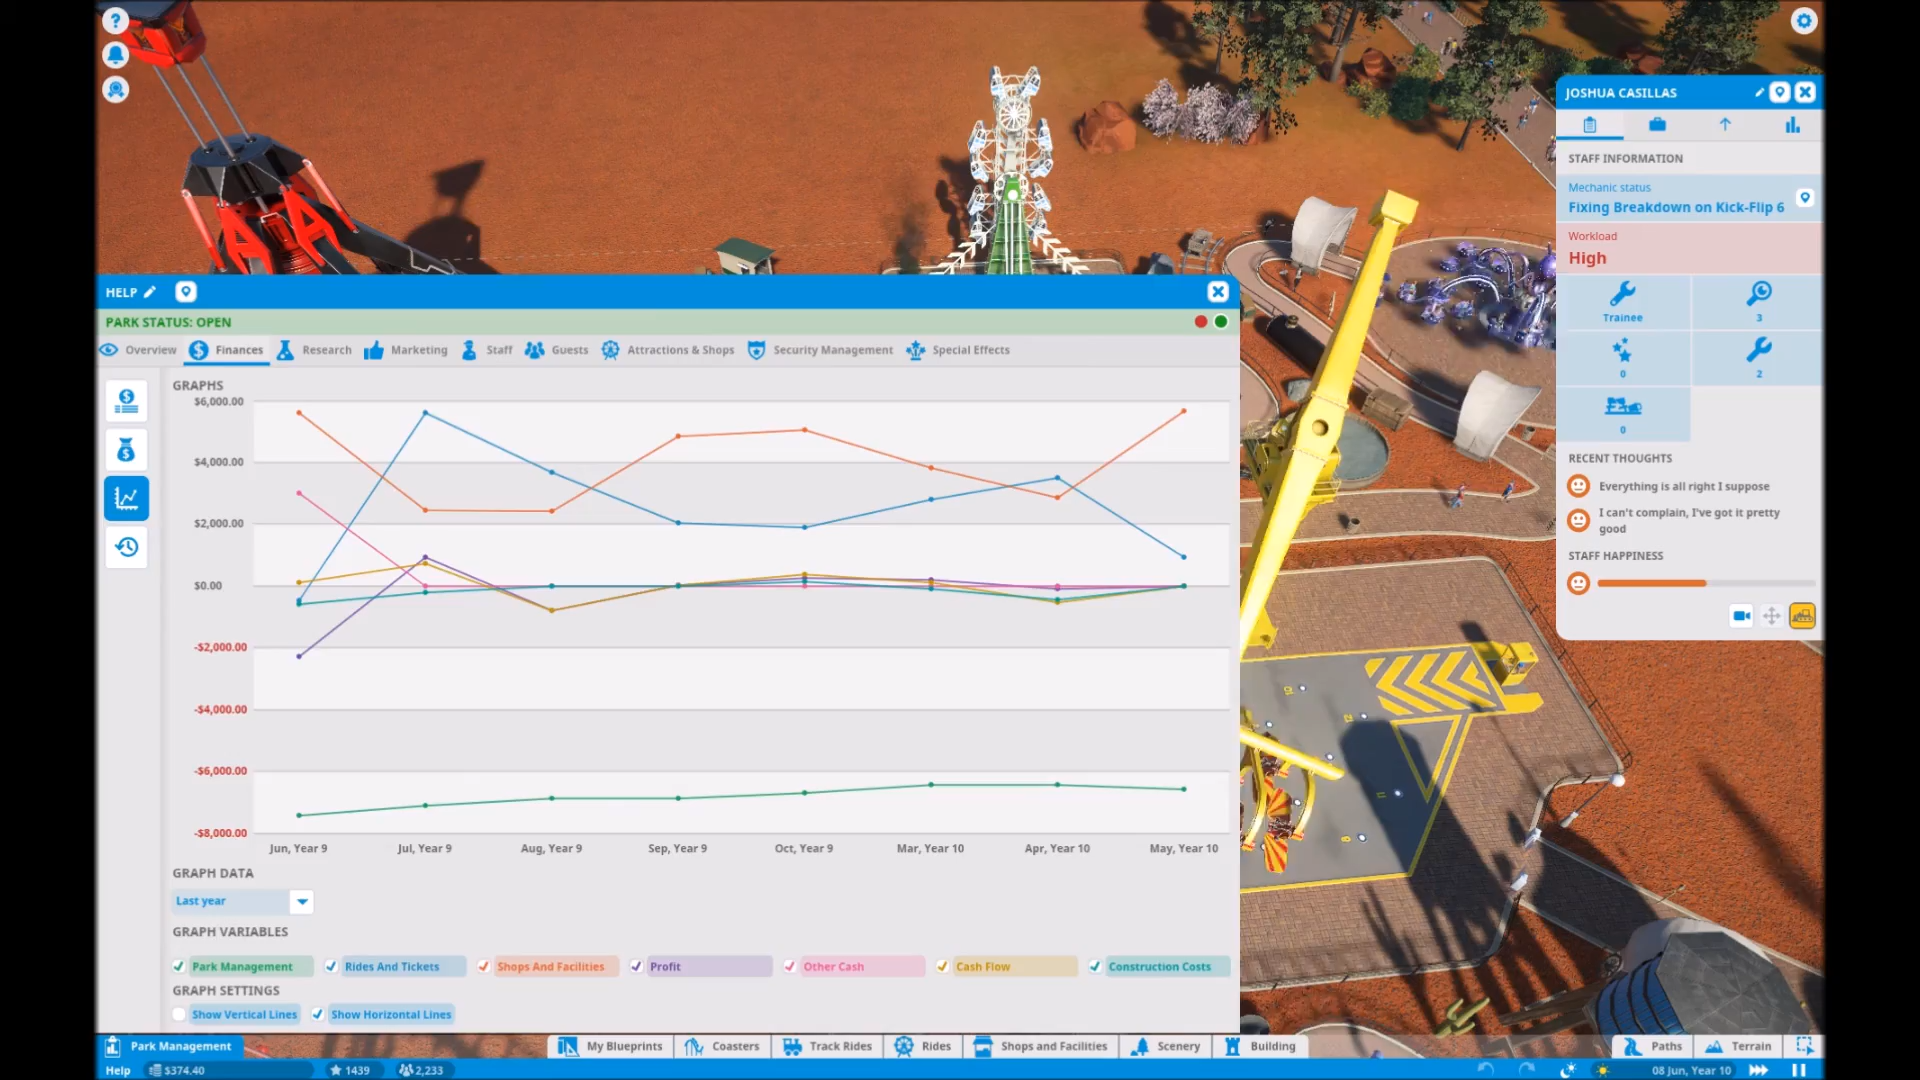 ?
JOSHUA CASILLAS
STAFF INFORMATION
Mechanic status
Fixing Breakdown on Kick-Flip 6
Workload
High
Trainee
3
0
2
0
RECENT THOUGHTS
Everything is all right I suppose
I can't complain, I've got it pretty
good
STAFF HAPPINESS
HELP
PARK STATUS: OPEN
Overview Finances Research Marketing Staff Guests Attractions & Shops Security Management Special Effects
GRAPHS
$6,000.00
$4,000.00
$2,000.00
$0.00
-$2,000.00
-$4,000.00
-$6,000.00
-$8,000.00
Jun, Year 9 Jul, Year 9 Aug, Year 9 Sep, Year 9 Oct, Year 9 Mar, Year 10 Apr, Year 10 May, Year 10
GRAPH DATA
Last year
GRAPH VARIABLES
Park Management Rides And Tickets Shops And Facilities Profit Other Cash Cash Flow Construction Costs
GRAPH SETTINGS
Show Vertical Lines Show Horizontal Lines
Park Management My Blueprints Coasters Track Rides Rides Shops and Facilities Scenery Building Paths Terrain
Help $374.40 1439 2,233 08 Jun, Year 10